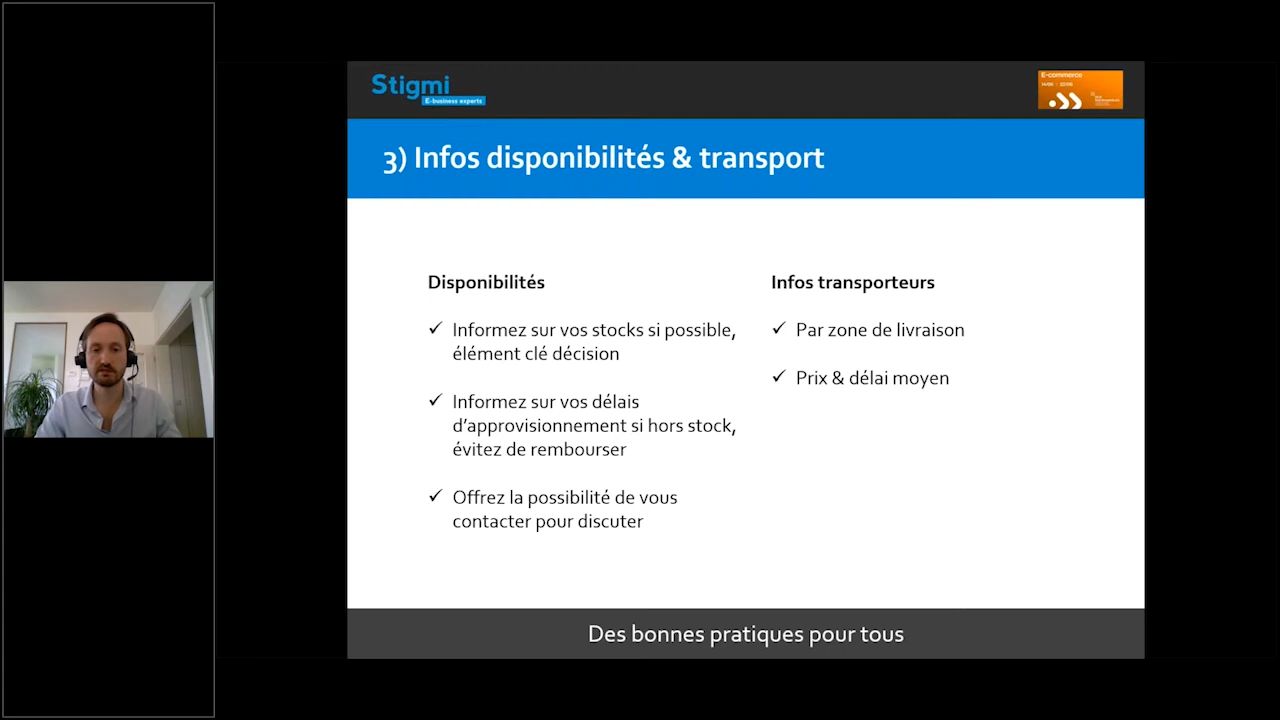 Stigmi
E-business experts
E-commerce
3) Infos disponibilités & transport
Disponibilités
✓ Informez sur vos stocks si possible,
élément clé décision
✓ Informez sur vos délais
d’approvisionnement si hors stock,
évitez de rembourser
✓ Offrez la possibilité de vous
contacter pour discuter
Infos transporteurs
✓ Par zone de livraison
✓ Prix & délai moyen
Des bonnes pratiques pour tous